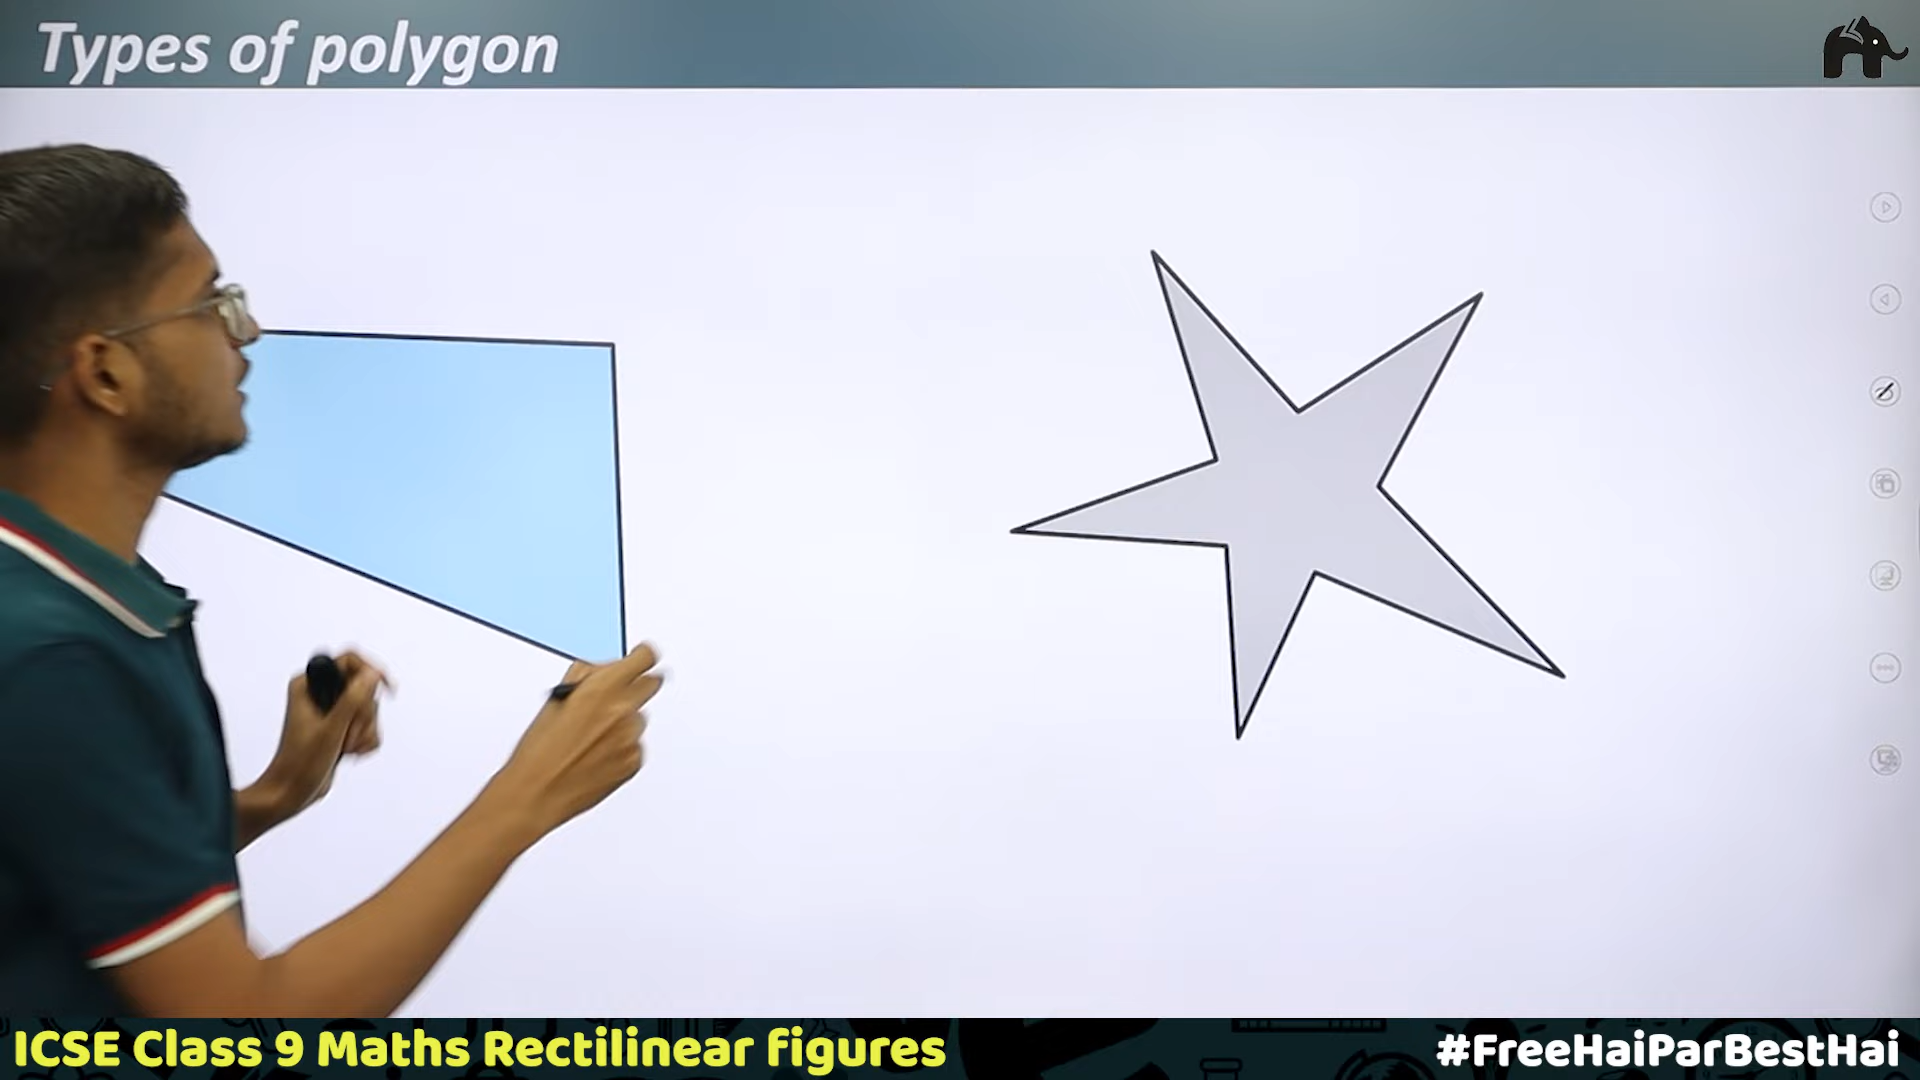 Types of polygon
ICSE Class 9 Maths Rectilinear figures
#FreeHaiParBestHai